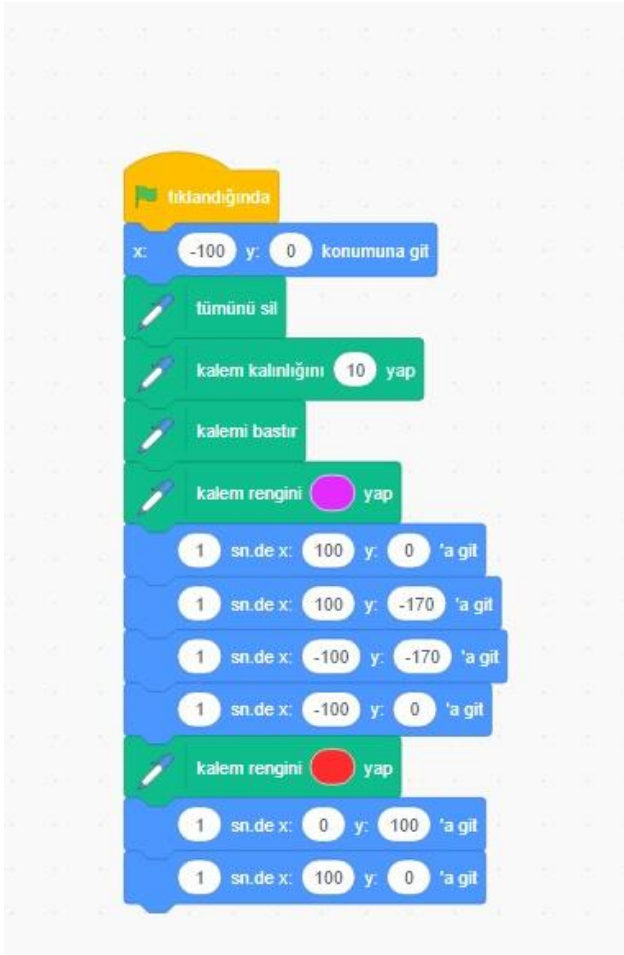 tıklandığında
x: -100 y: 0 konumuna git
tümünü sil
kalem kalınlığını 10 yap
kalemi bastır
kalem rengini yap
1 sn.de x: 100 y: 0 'a git
1 sn.de x: 100 y: -170 'a git
1 sn.de x: -100 y: -170 'a git
1 sn.de x: -100 y: 0 'a git
kalem rengini yap
1 sn.de x: 0 y: 100 'a git
1 sn.de x: 100 y: 0 'a git